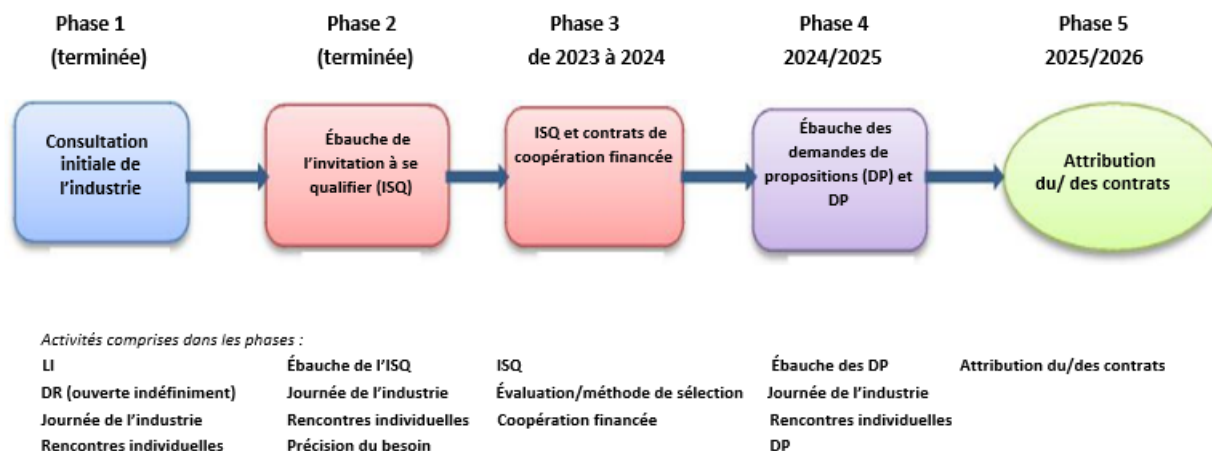 Phase 1
(terminée)
Phase 2
(terminée)
Phase 3
de 2023 à 2024
Phase 4
2024/2025
Phase 5
2025/2026
Consultation
initiale de
l'industrie
Ébauche de
l'invitation à se
qualifier (ISQ)
ISQ et contrats de
coopération financée
Ébauche des
demandes de
propositions (DP) et
DP
Attribution
du/ des contrats
Activités comprises dans les phases :
LI
DR (ouverte indéfiniment)
Journée de l'industrie
Rencontres individuelles
Ébauche de l'ISQ
Journée de l'industrie
Rencontres individuelles
Précision du besoin
ISQ
Évaluation/méthode de sélection
Coopération financée
Ébauche des DP
Journée de l'industrie
Rencontres individuelles
DP
Attribution du/des contrats